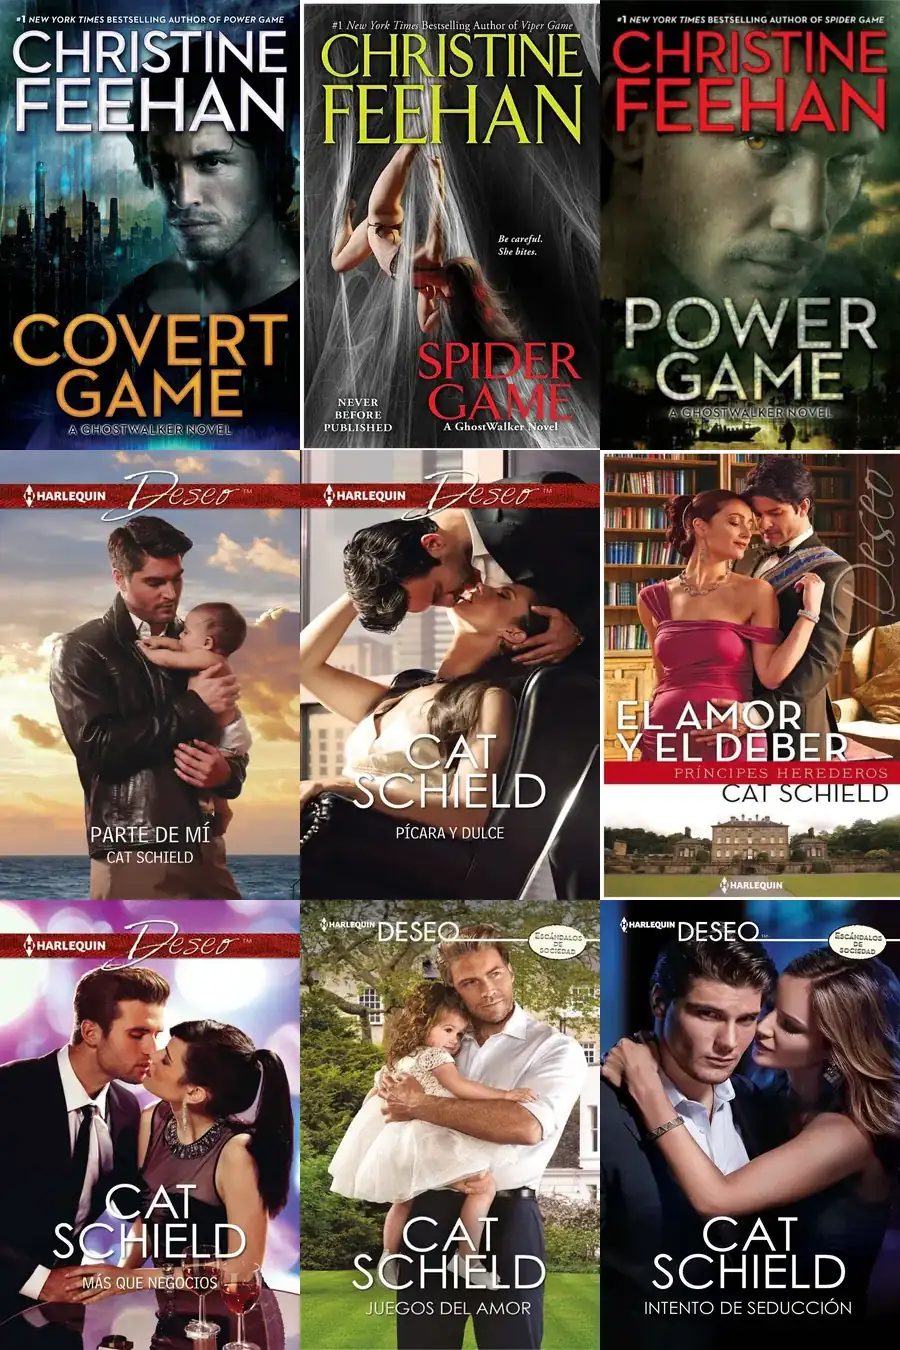 #1 NEW YORK TIMES BESTSELLING AUTHOR OF POWER GAME
CHRISTINE
FEEHAN
COVERT
GAME
A GHOSTWALKER NOVEL
#1 New York Times Bestselling Author of Viper Game
CHRISTINE
FEEHAN
Be careful.
She bites.
SPIDER
GAME
NEVER
BEFORE
PUBLISHED
A GhostWalker Novel
#1 NEW YORK TIMES BESTSELLING AUTHOR OF SPIDER GAME
CHRISTINE
FEEHAN
POWER
GAME
A GHOSTWALKER NOVEL
HARLEQUIN Deseo™
PARTE DE MÍ
CAT SCHIELD
HARLEQUIN Deseo™
CAT
SCHIELD
PÍCARA Y DULCE
Deseo
EL AMOR
Y EL DEBER
PRÍNCIPES HEREDEROS
CAT SCHIELD
HARLEQUIN
HARLEQUIN Deseo™
CAT
SCHIELD
MÁS QUE NEGOCIOS
HARLEQUIN DESEO™
ESCÁNDALOS
DE
SOCIEDAD
CAT
SCHIELD
JUEGOS DEL AMOR
HARLEQUIN DESEO™
ESCÁNDALOS
DE
SOCIEDAD
CAT
SCHIELD
INTENTO DE SEDUCCIÓN